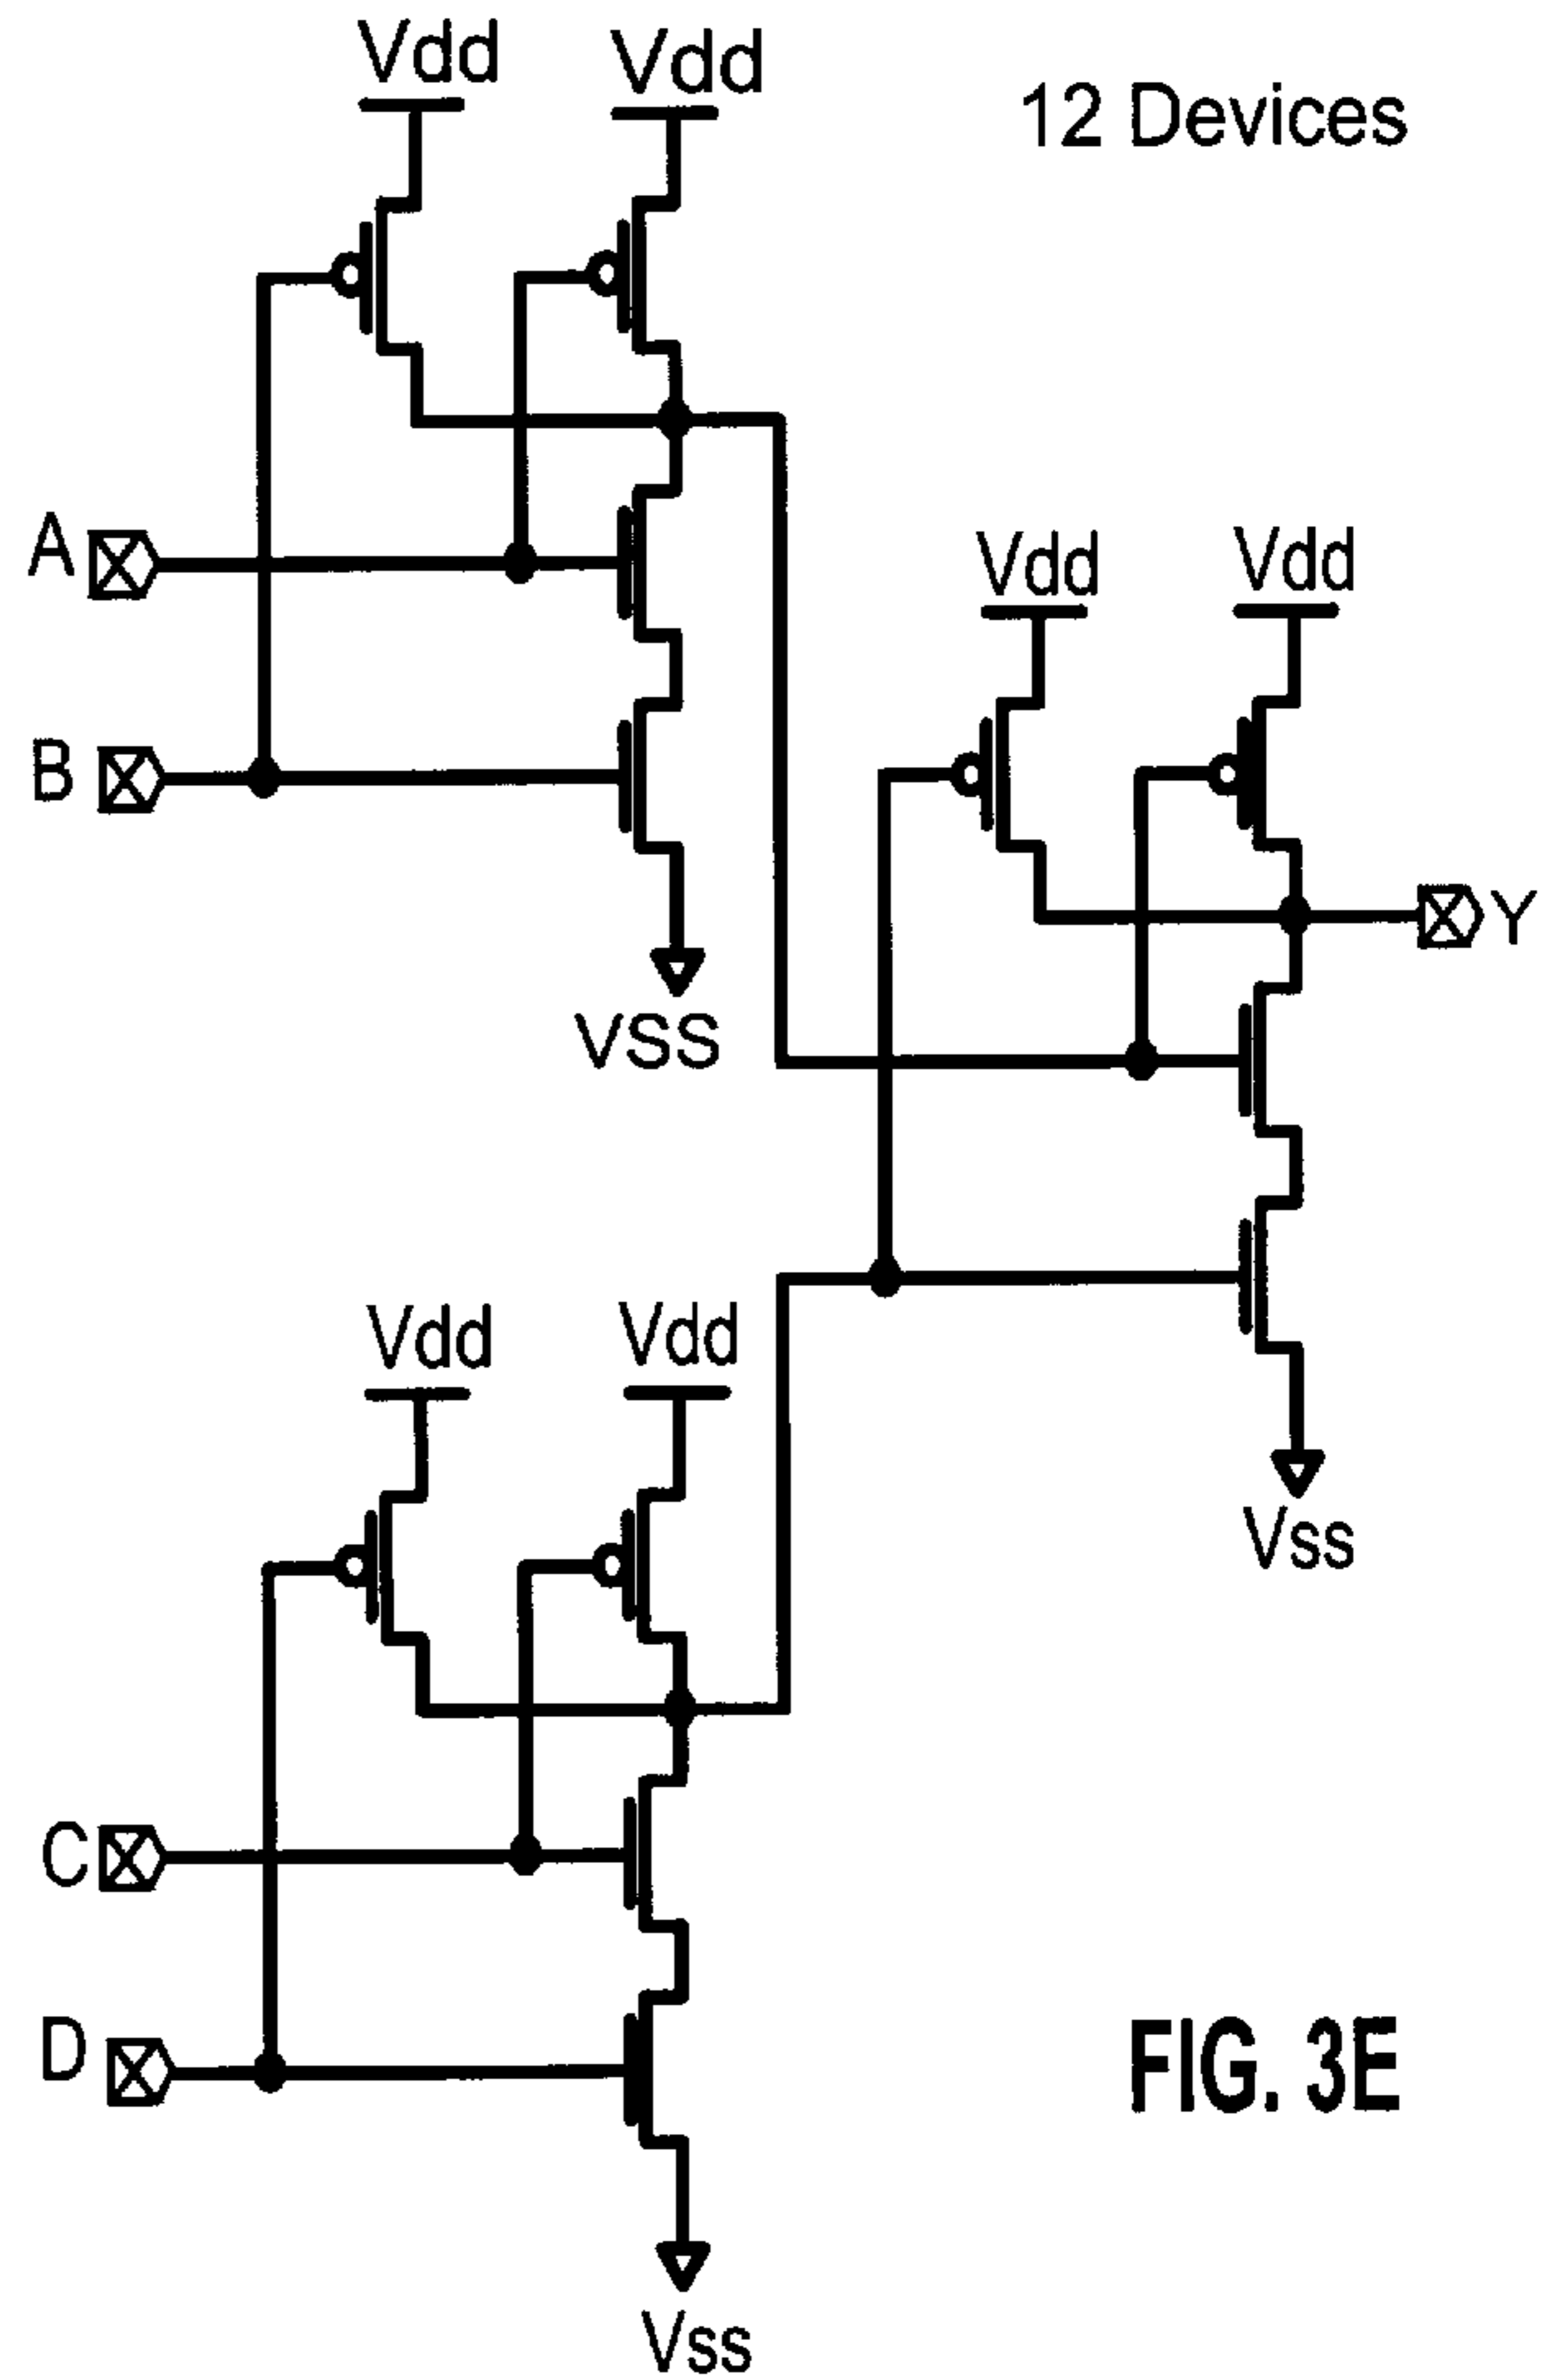 Vdd
Vdd
12 Devices
A
Vdd
Vdd
B
Y
VSS
Vdd
Vdd
Vss
C
D
FIG. 3E
Vss